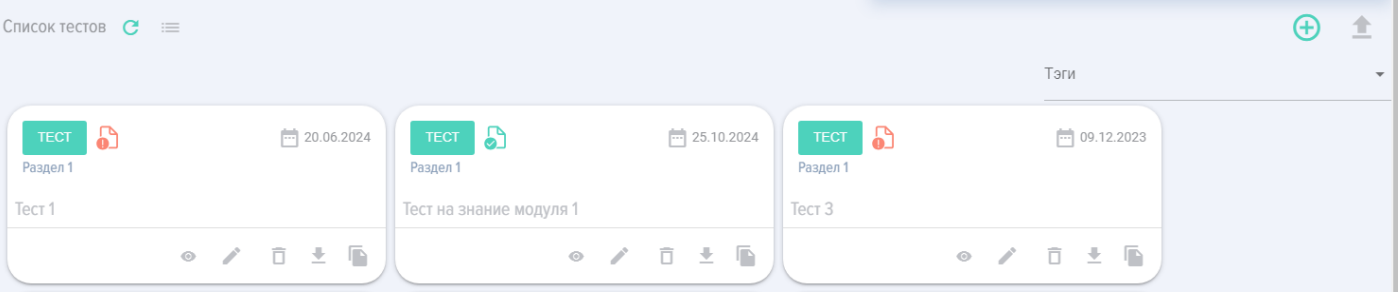 Список тестов
Тэги
ТЕСТ 20.06.2024
Раздел 1
Тест 1
ТЕСТ 25.10.2024
Раздел 1
Тест на знание модуля 1
ТЕСТ 09.12.2023
Раздел 1
Тест 3